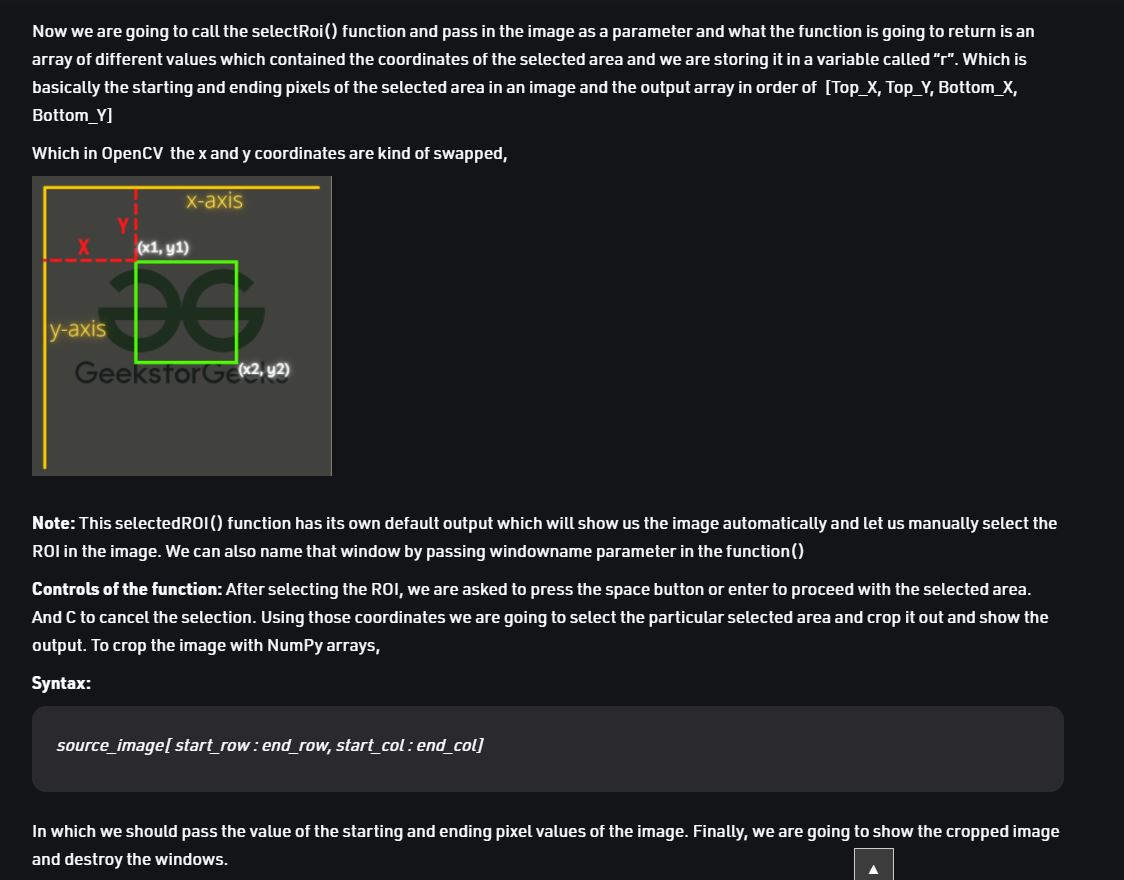 Now we are going to call the selectRoi() function and pass in the image as a parameter and what the function is going to return is an
array of different values which contained the coordinates of the selected area and we are storing it in a variable called “r”. Which is
basically the starting and ending pixels of the selected area in an image and the output array in order of  [Top_X, Top_Y, Bottom_X,
Bottom_Y]
Which in OpenCV  the x and y coordinates are kind of swapped,
x-axis
Y
X
(x1, y1)
y-axis
(x2, y2)
GeeksforGeeks
Note: This selectedROI() function has its own default output which will show us the image automatically and let us manually select the
ROI in the image. We can also name that window by passing windowname parameter in the function()
Controls of the function: After selecting the ROI, we are asked to press the space button or enter to proceed with the selected area.
And C to cancel the selection. Using those coordinates we are going to select the particular selected area and crop it out and show the
output. To crop the image with NumPy arrays,
Syntax:
source_image[ start_row : end_row, start_col : end_col]
In which we should pass the value of the starting and ending pixel values of the image. Finally, we are going to show the cropped image
and destroy the windows.